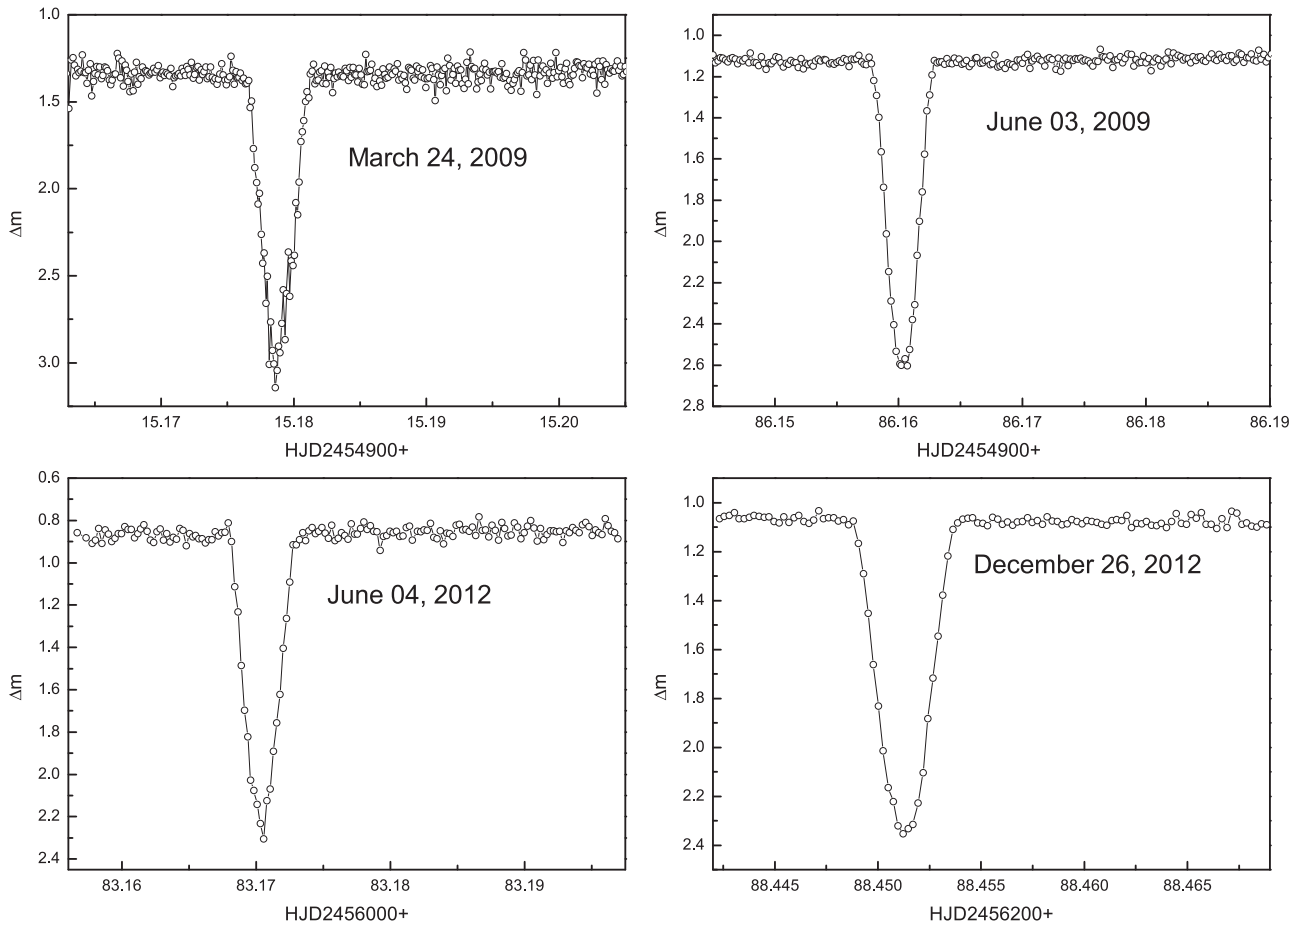 1.0
1.5
2.0
2.5
3.0
Δm
March 24, 2009
15.17 15.18 15.19 15.20
HJD2454900+
1.0
1.2
1.4
1.6
1.8
2.0
2.2
2.4
2.6
2.8
Δm
June 03, 2009
86.15 86.16 86.17 86.18 86.19
HJD2454900+
0.6
0.8
1.0
1.2
1.4
1.6
1.8
2.0
2.2
2.4
Δm
June 04, 2012
83.16 83.17 83.18 83.19
HJD2456000+
1.0
1.2
1.4
1.6
1.8
2.0
2.2
2.4
Δm
December 26, 2012
88.445 88.450 88.455 88.460 88.465
HJD2456200+